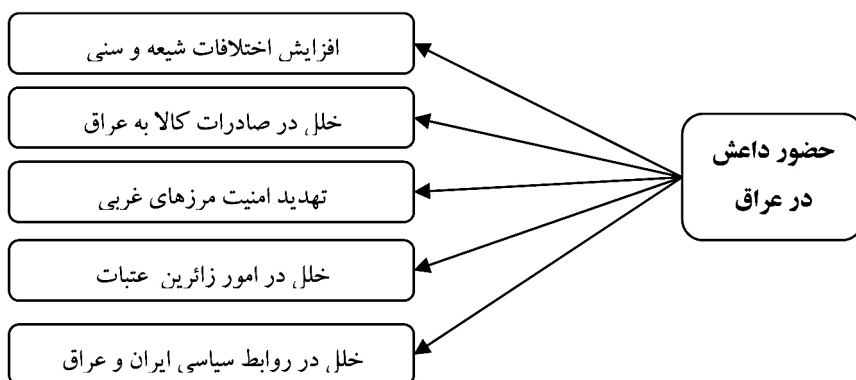 حضور داعش
در عراق
افزایش اختلافات شیعه و سنی
خلل در صادرات کالا به عراق
تهدید امنیت مرزهای غربی
خلل در امور زائرین عتبات
خلل در روابط سیاسی ایران و عراق